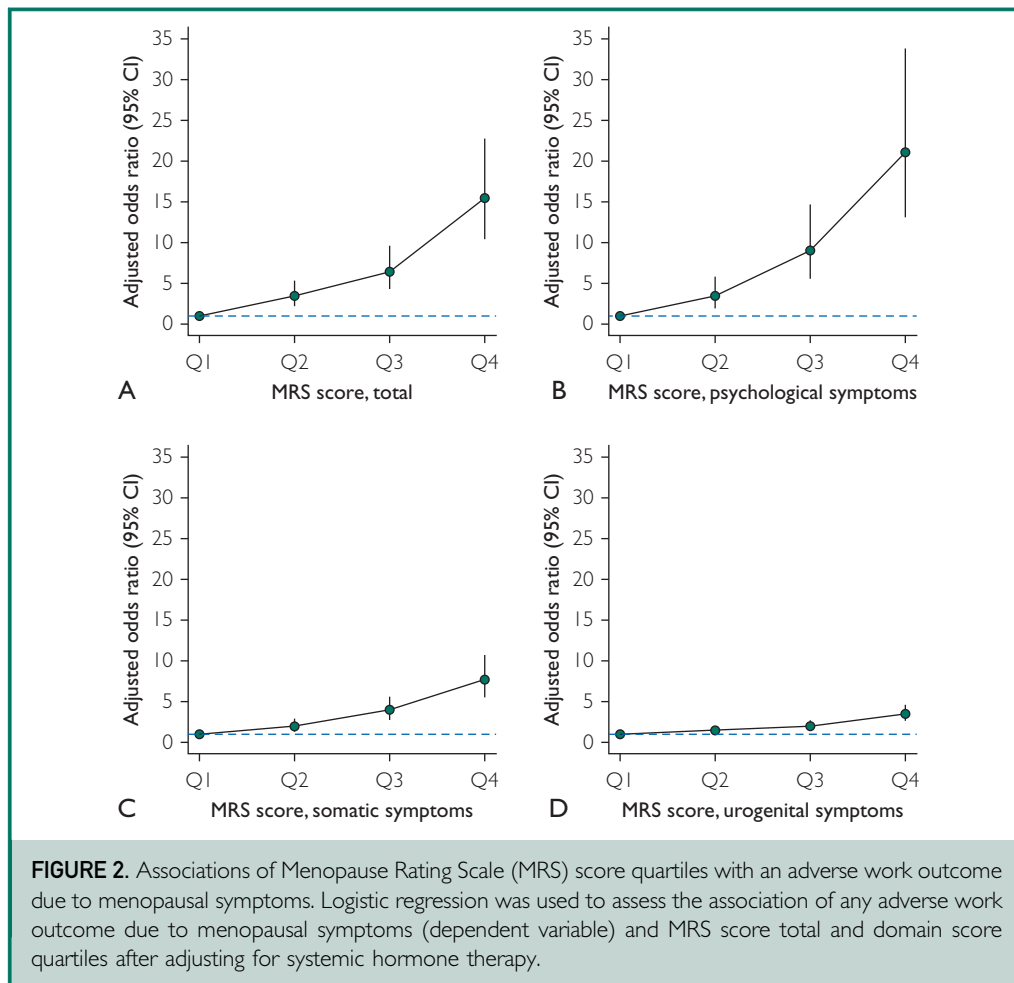 35
30
25
20
15
10
5
0
Adjusted odds ratio (95% CI)
Q1 Q2 Q3 Q4
A MRS score, total
35
30
25
20
15
10
5
0
Adjusted odds ratio (95% CI)
Q1 Q2 Q3 Q4
B MRS score, psychological symptoms
35
30
25
20
15
10
5
0
Adjusted odds ratio (95% CI)
Q1 Q2 Q3 Q4
C MRS score, somatic symptoms
35
30
25
20
15
10
5
0
Adjusted odds ratio (95% CI)
Q1 Q2 Q3 Q4
D MRS score, urogenital symptoms
FIGURE 2. Associations of Menopause Rating Scale (MRS) score quartiles with an adverse work outcome
due to menopausal symptoms. Logistic regression was used to assess the association of any adverse work
outcome due to menopausal symptoms (dependent variable) and MRS score total and domain score
quartiles after adjusting for systemic hormone therapy.